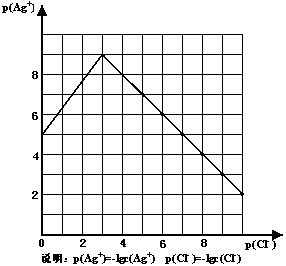 p(Ag⁺)
8
6
4
2
0 2 4 6 8 p(Cl⁻)
说明: p(Ag⁺)=-lgc(Ag⁺) p(Cl⁻)=-lgc(Cl⁻)